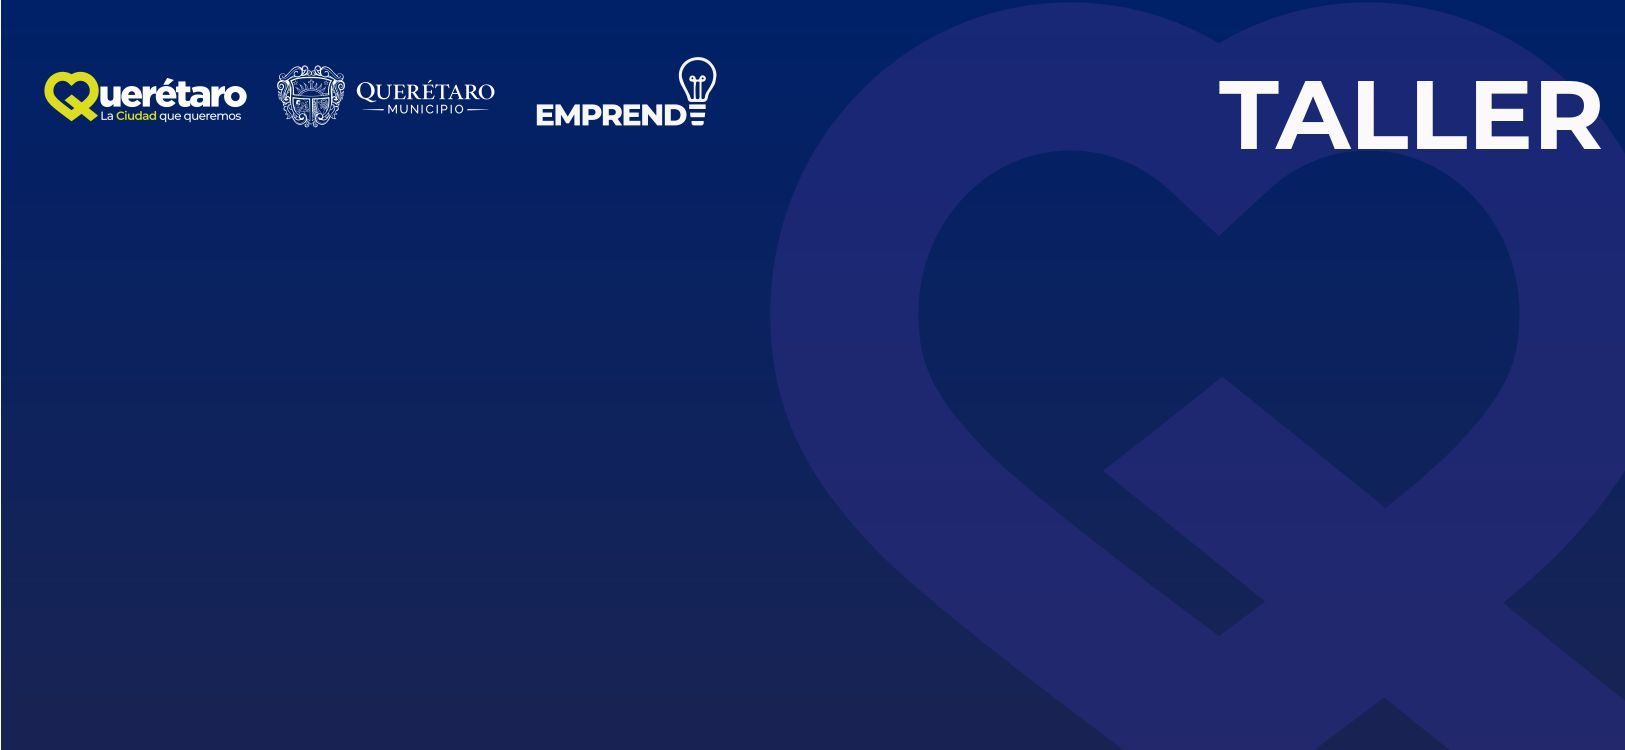 Querétaro
La Ciudad que queremos
QUERÉTARO
MUNICIPIO
EMPRENDE
TALLER